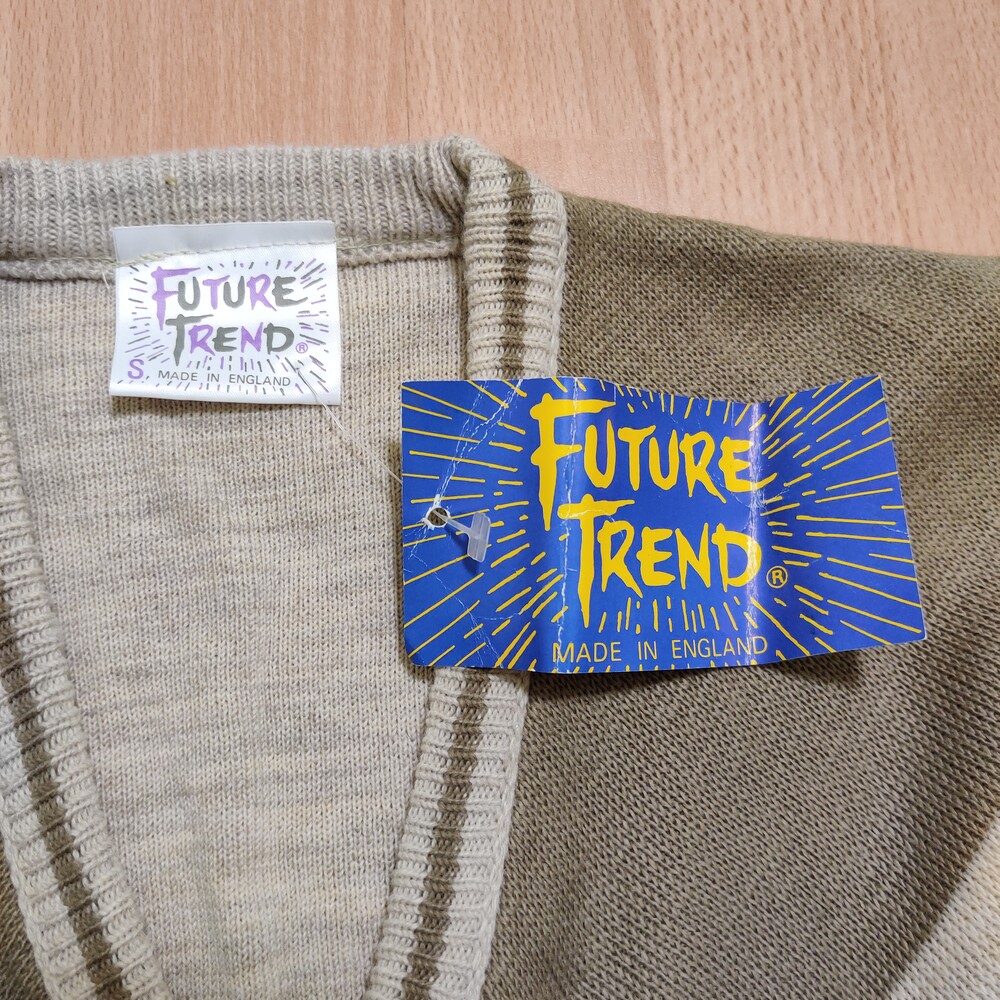 FUTURE
TREND®
S. MADE IN ENGLAND
FUTURE
TREND®
MADE IN ENGLAND